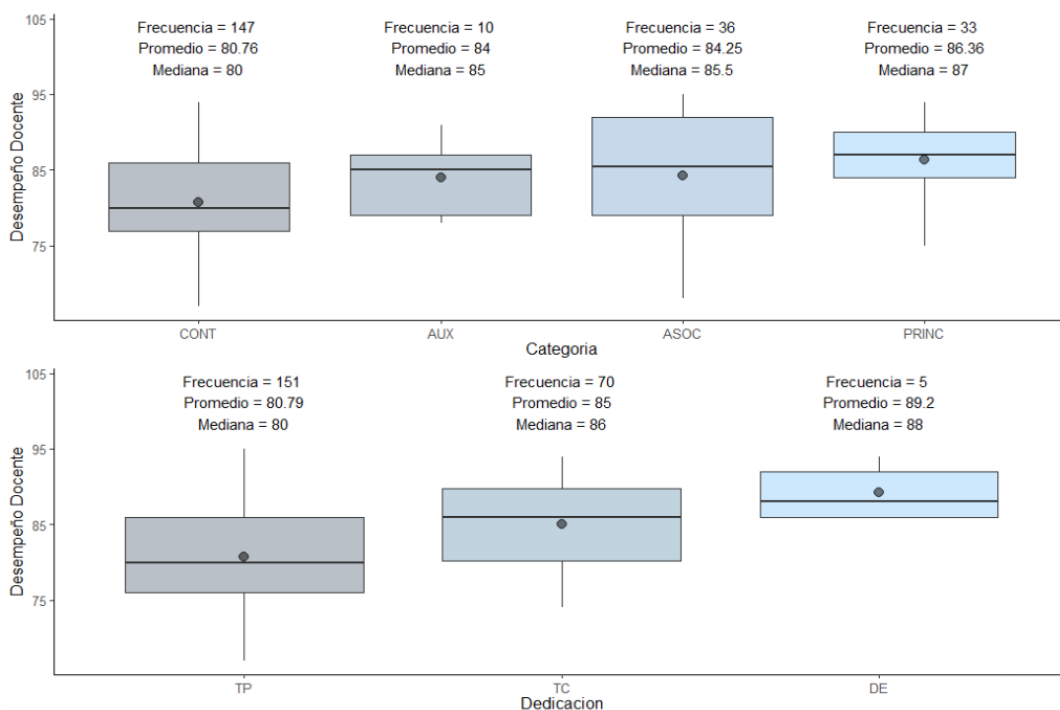 105
95
85
75
Desempeño Docente
Frecuencia = 147
Promedio = 80.76
Mediana = 80
Frecuencia = 10
Promedio = 84
Mediana = 85
Frecuencia = 36
Promedio = 84.25
Mediana = 85.5
Frecuencia = 33
Promedio = 86.36
Mediana = 87
CONT
AUX
ASOC
PRINC
Categoria
105
95
85
75
Desempeño Docente
Frecuencia = 151
Promedio = 80.79
Mediana = 80
Frecuencia = 70
Promedio = 85
Mediana = 86
Frecuencia = 5
Promedio = 89.2
Mediana = 88
TP
TC
DE
Dedicacion